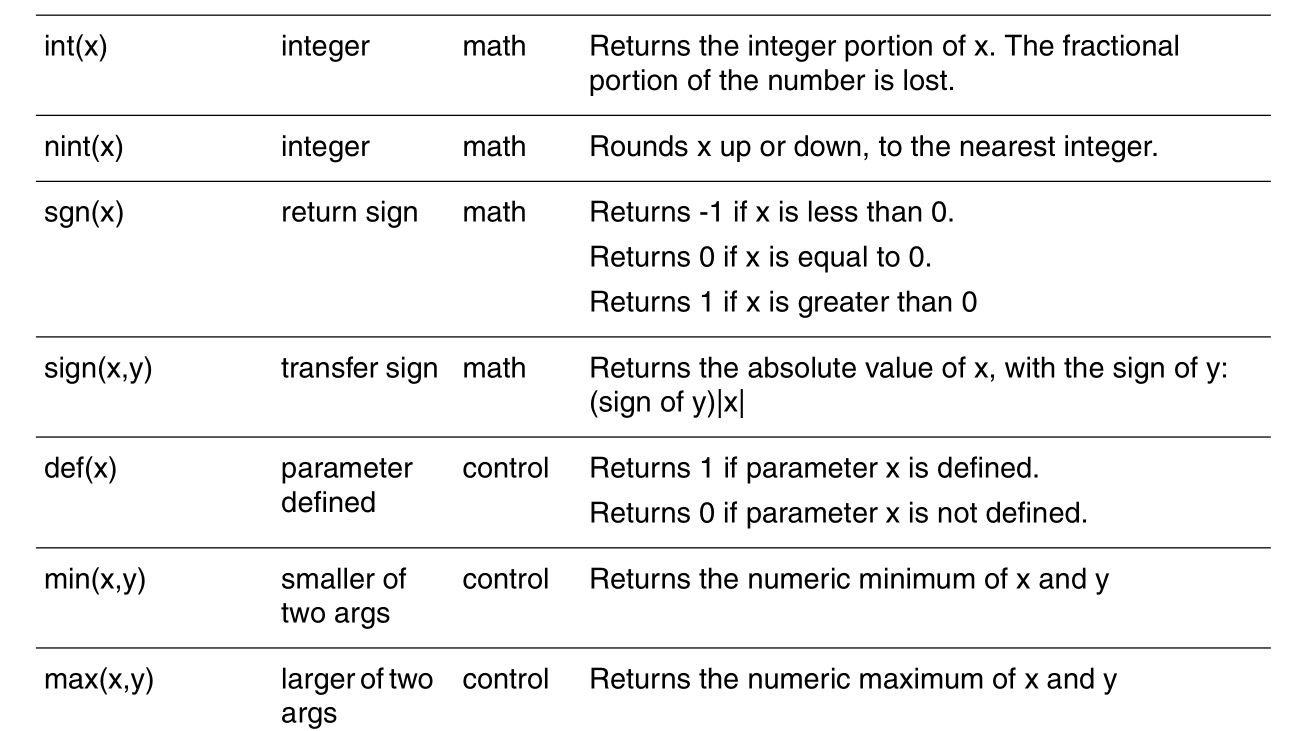 int(x) integer math Returns the integer portion of x. The fractional
portion of the number is lost.
nint(x) integer math Rounds x up or down, to the nearest integer.
sgn(x) return sign math Returns -1 if x is less than 0.
Returns 0 if x is equal to 0.
Returns 1 if x is greater than 0
sign(x,y) transfer sign math Returns the absolute value of x, with the sign of y:
(sign of y)|x|
def(x) parameter control Returns 1 if parameter x is defined.
defined Returns 0 if parameter x is not defined.
min(x,y) smaller of control Returns the numeric minimum of x and y
two args
max(x,y) larger of two control Returns the numeric maximum of x and y
args